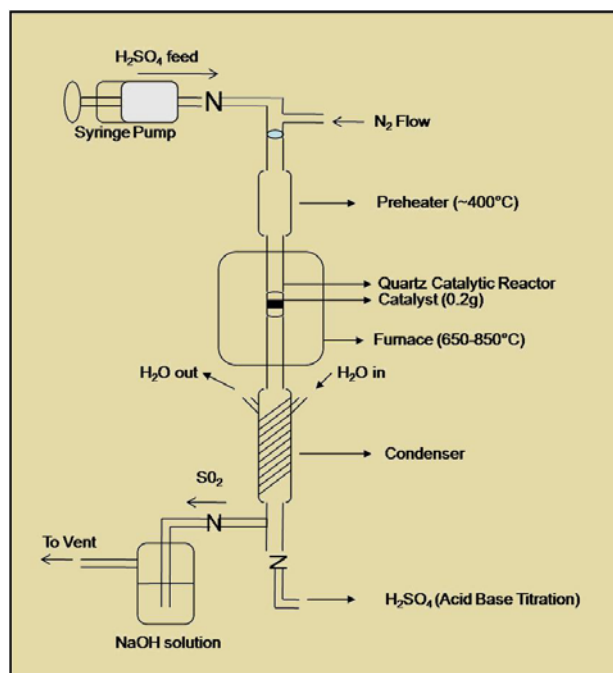 H₂SO₄ feed
N
Syringe Pump
N₂ Flow
Preheater (~400°C)
Quartz Catalytic Reactor
Catalyst (0.2g)
Furnace (650-850°C)
H₂O out
H₂O in
Condenser
S0₂
N
To Vent
N
H₂SO₄ (Acid Base Titration)
NaOH solution